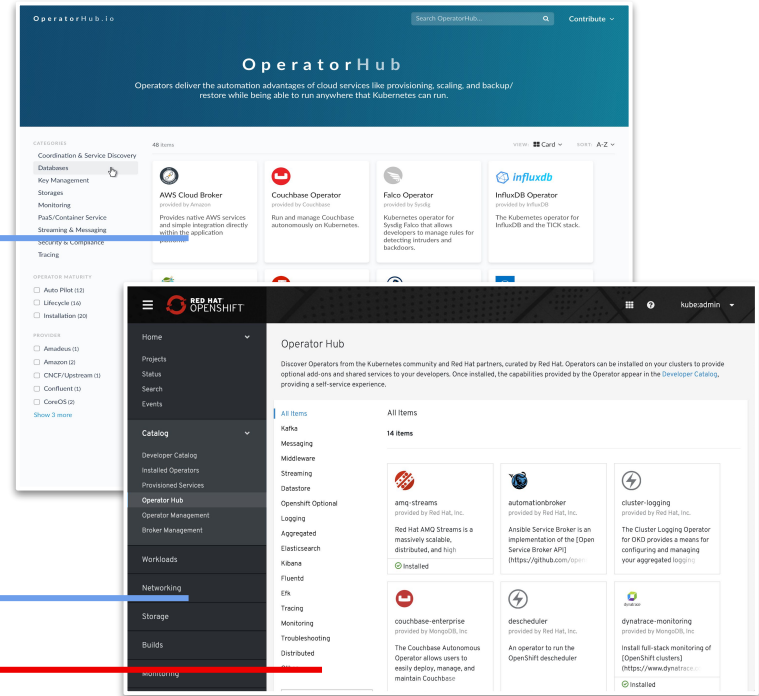 OperatorHub.io
Search OperatorHub...
Contribute
OperatorHub
Operators deliver the automation advantages of cloud services like provisioning, scaling, and backup/
restore while being able to run anywhere that Kubernetes can run.
CATEGORIES
Coordination & Service Discovery
Databases
Key Management
Storages
Monitoring
PaaS/Container Service
Streaming & Messaging
Security & Compliance
Tracing
OPERATOR MATURITY
Auto Pilot (12)
Lifecycle (14)
Installation (20)
PROVIDER
Amadeus (1)
Amazon (2)
CNCF/Upstream (1)
Confluent (1)
CoreOS (2)
Show 3 more
48 items
VIEW: Card
SORT: A-Z
AWS Cloud Broker
provided by Amazon
Provides native AWS services
and simple integration directly
within the application
Couchbase Operator
provided by Couchbase
Run and manage Couchbase
autonomously on Kubernetes.
Falco Operator
provided by Sysdig
Kubernetes operator for
Sysdig Falco that allows
developers to manage rules for
detecting intruders and
backdoors.
influxdb
InfluxDB Operator
provided by InfluxDB
The Kubernetes operator for
InfluxDB and the TICK stack.
RED HAT
OPENSHIFT
kube:admin
Home
Projects
Status
Search
Events
Catalog
Developer Catalog
Installed Operators
Provisioned Services
Operator Hub
Operator Management
Broker Management
Workloads
Networking
Storage
Builds
Monitoring
Operator Hub
Discover Operators from the Kubernetes community and Red Hat partners, curated by Red Hat. Operators can be installed on your clusters to provide
optional add-ons and shared services to your developers. Once installed, the capabilities provided by the Operator appear in the Developer Catalog,
providing a self-service experience.
All Items
Kafka
Messaging
Middleware
Streaming
Datastore
Openshift Optional
Logging
Aggregated
Elasticsearch
Kibana
Fluentd
Efk
Tracing
Monitoring
Troubleshooting
Distributed
All Items
14 items
amq-streams
provided by Red Hat, Inc.
Red Hat AMQ Streams is a
massively scalable,
distributed, and high
Installed
automationbroker
provided by Red Hat, Inc.
Ansible Service Broker is an
implementation of the [Open
Service Broker API]
(https://github.com/open
cluster-logging
provided by Red Hat, Inc.
The Cluster Logging Operator
for OKD provides a means for
configuring and managing
your aggregated logging
couchbase-enterprise
provided by MongoDB, Inc
The Couchbase Autonomous
Operator allows users to
easily deploy, manage, and
maintain Couchbase
descheduler
provided by Red Hat, Inc.
An operator to run the
OpenShift descheduler
dynatrace
dynatrace-monitoring
provided by MongoDB, Inc
Install full-stack monitoring of
[OpenShift clusters]
(https://www.dynatrace.c
Installed